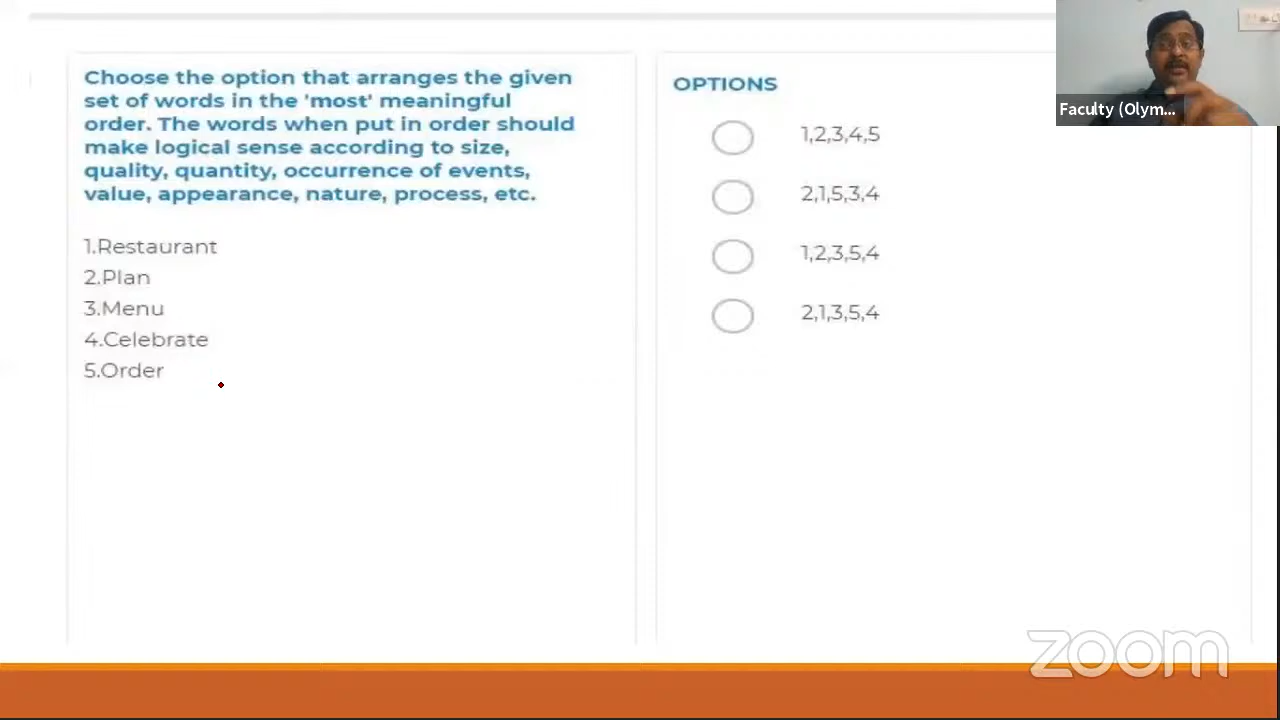 Choose the option that arranges the given
set of words in the 'most' meaningful
order. The words when put in order should
make logical sense according to size,
quality, quantity, occurrence of events,
value, appearance, nature, process, etc.
1.Restaurant
2.Plan
3.Menu
4.Celebrate
5.Order
OPTIONS
1,2,3,4,5
2,1,5,3,4
1,2,3,5,4
2,1,3,5,4
Faculty (Olym...
zoom